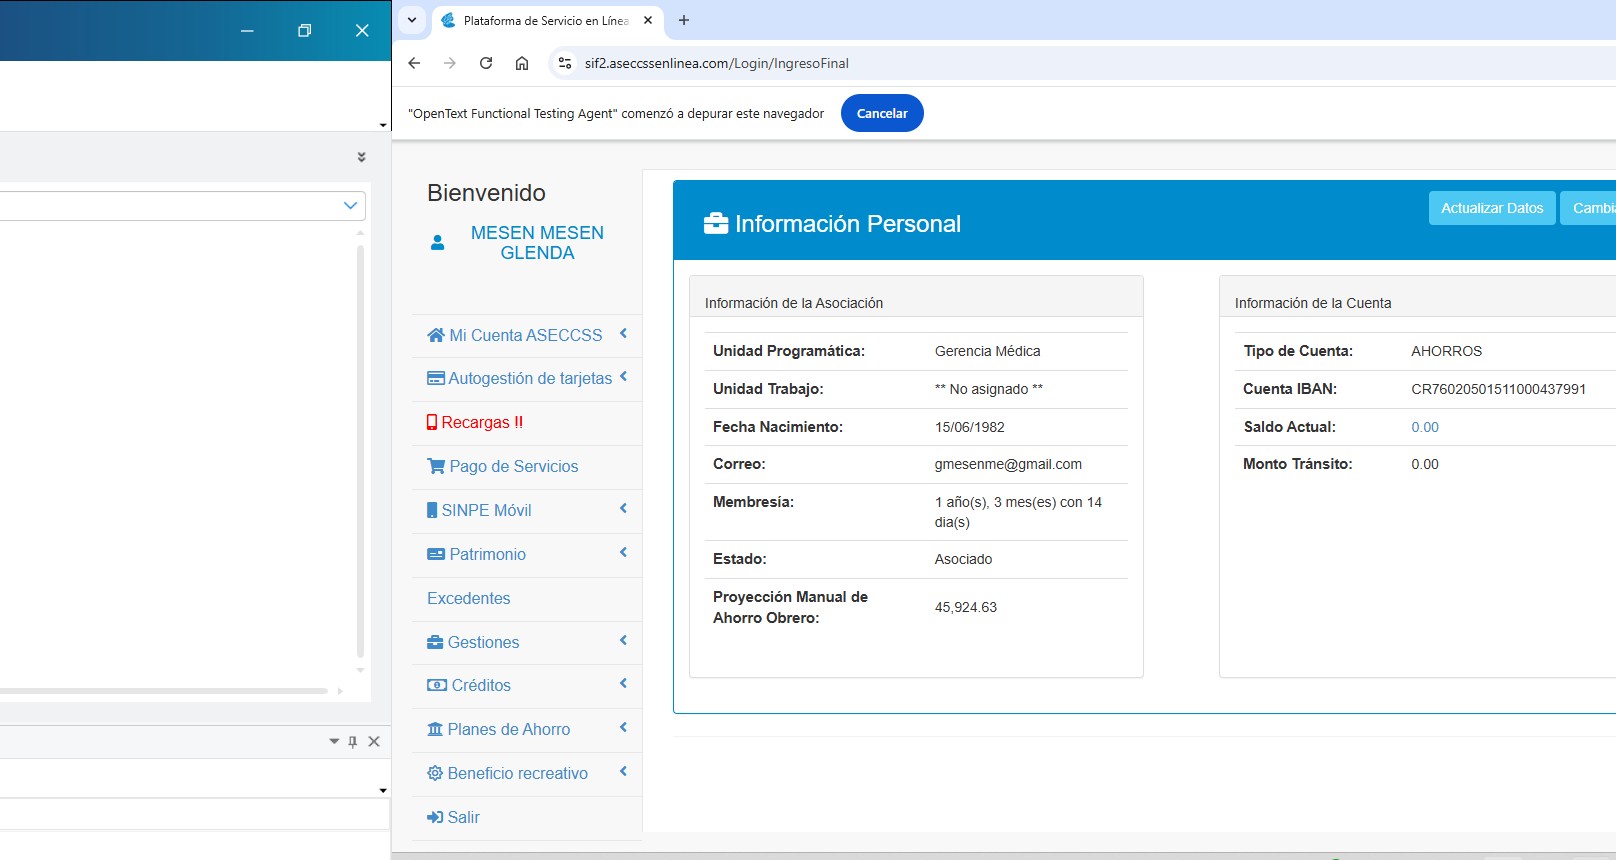 Plataforma de Servicio en Línea
sif2.aseccssenlinea.com/Login/IngresoFinal
"OpenText Functional Testing Agent" comenzó a depurar este navegador
Cancelar
Bienvenido
MESEN MESEN
GLENDA
Mi Cuenta ASECCSS
Autogestión de tarjetas
Recargas !!
Pago de Servicios
SINPE Móvil
Patrimonio
Excedentes
Gestiones
Créditos
Planes de Ahorro
Beneficio recreativo
Salir
Información Personal
Actualizar Datos
Información de la Asociación
Unidad Programática: Gerencia Médica
Unidad Trabajo: ** No asignado **
Fecha Nacimiento: 15/06/1982
Correo: gmesenme@gmail.com
Membresía: 1 año(s), 3 mes(es) con 14
dia(s)
Estado: Asociado
Proyección Manual de
Ahorro Obrero: 45,924.63
Información de la Cuenta
Tipo de Cuenta: AHORROS
Cuenta IBAN: CR76020501511000437991
Saldo Actual: 0.00
Monto Tránsito: 0.00